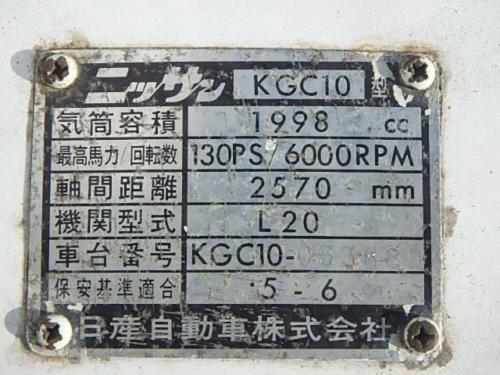 ニッサン KGC10 型
気筒容積 1998 cc
最高馬力/回転数 130PS/6000RPM
軸間距離 2570 mm
機関型式 L20
車台番号 KGC10-
保安基準適合 5-6
日産自動車株式会社